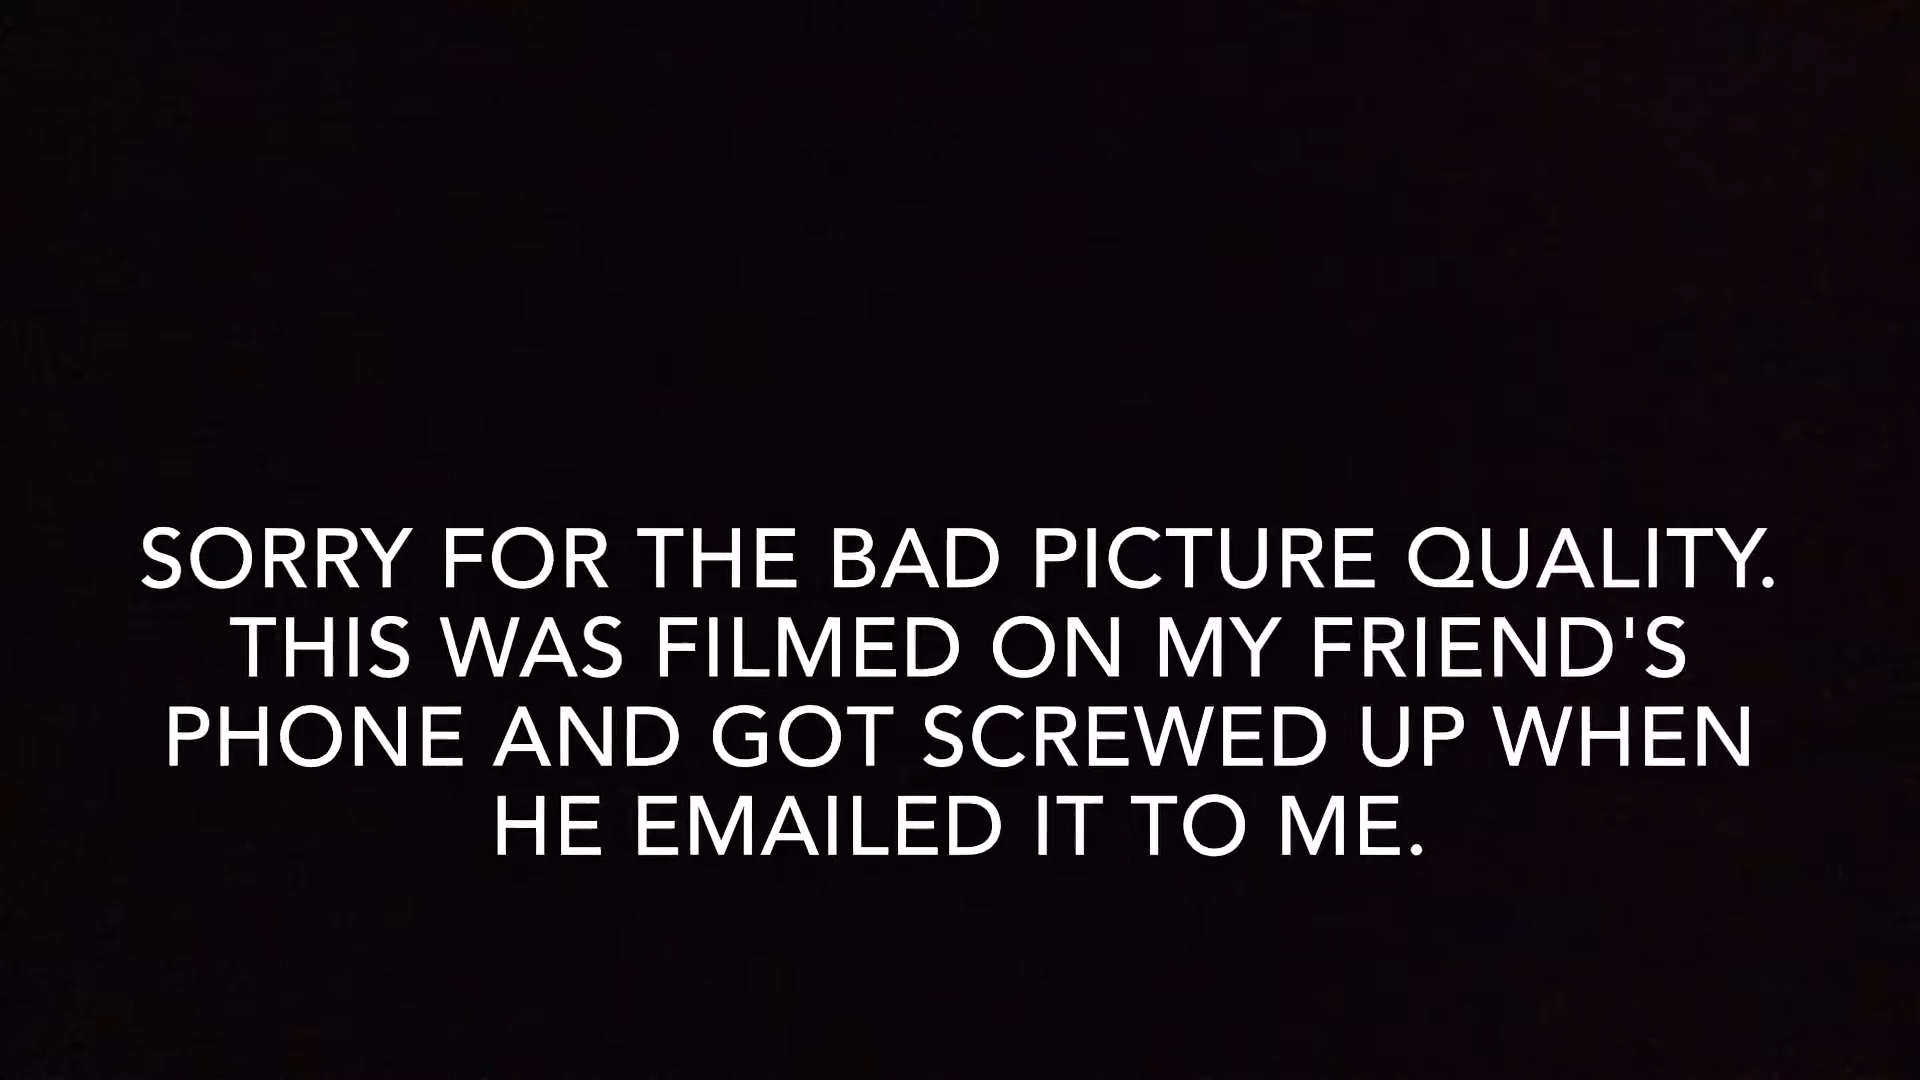 SORRY FOR THE BAD PICTURE QUALITY.
THIS WAS FILMED ON MY FRIEND'S
PHONE AND GOT SCREWED UP WHEN
HE EMAILED IT TO ME.